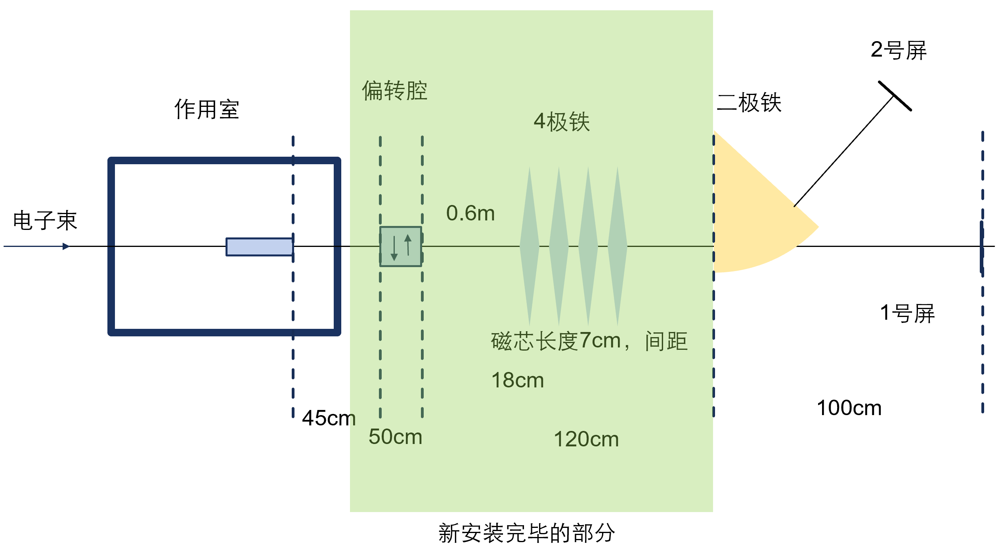 2号屏
偏转腔
二极铁
作用室
4极铁
0.6m
电子束
1号屏
磁芯长度7cm，间距
18cm
100cm
45cm
50cm
120cm
新安装完毕的部分